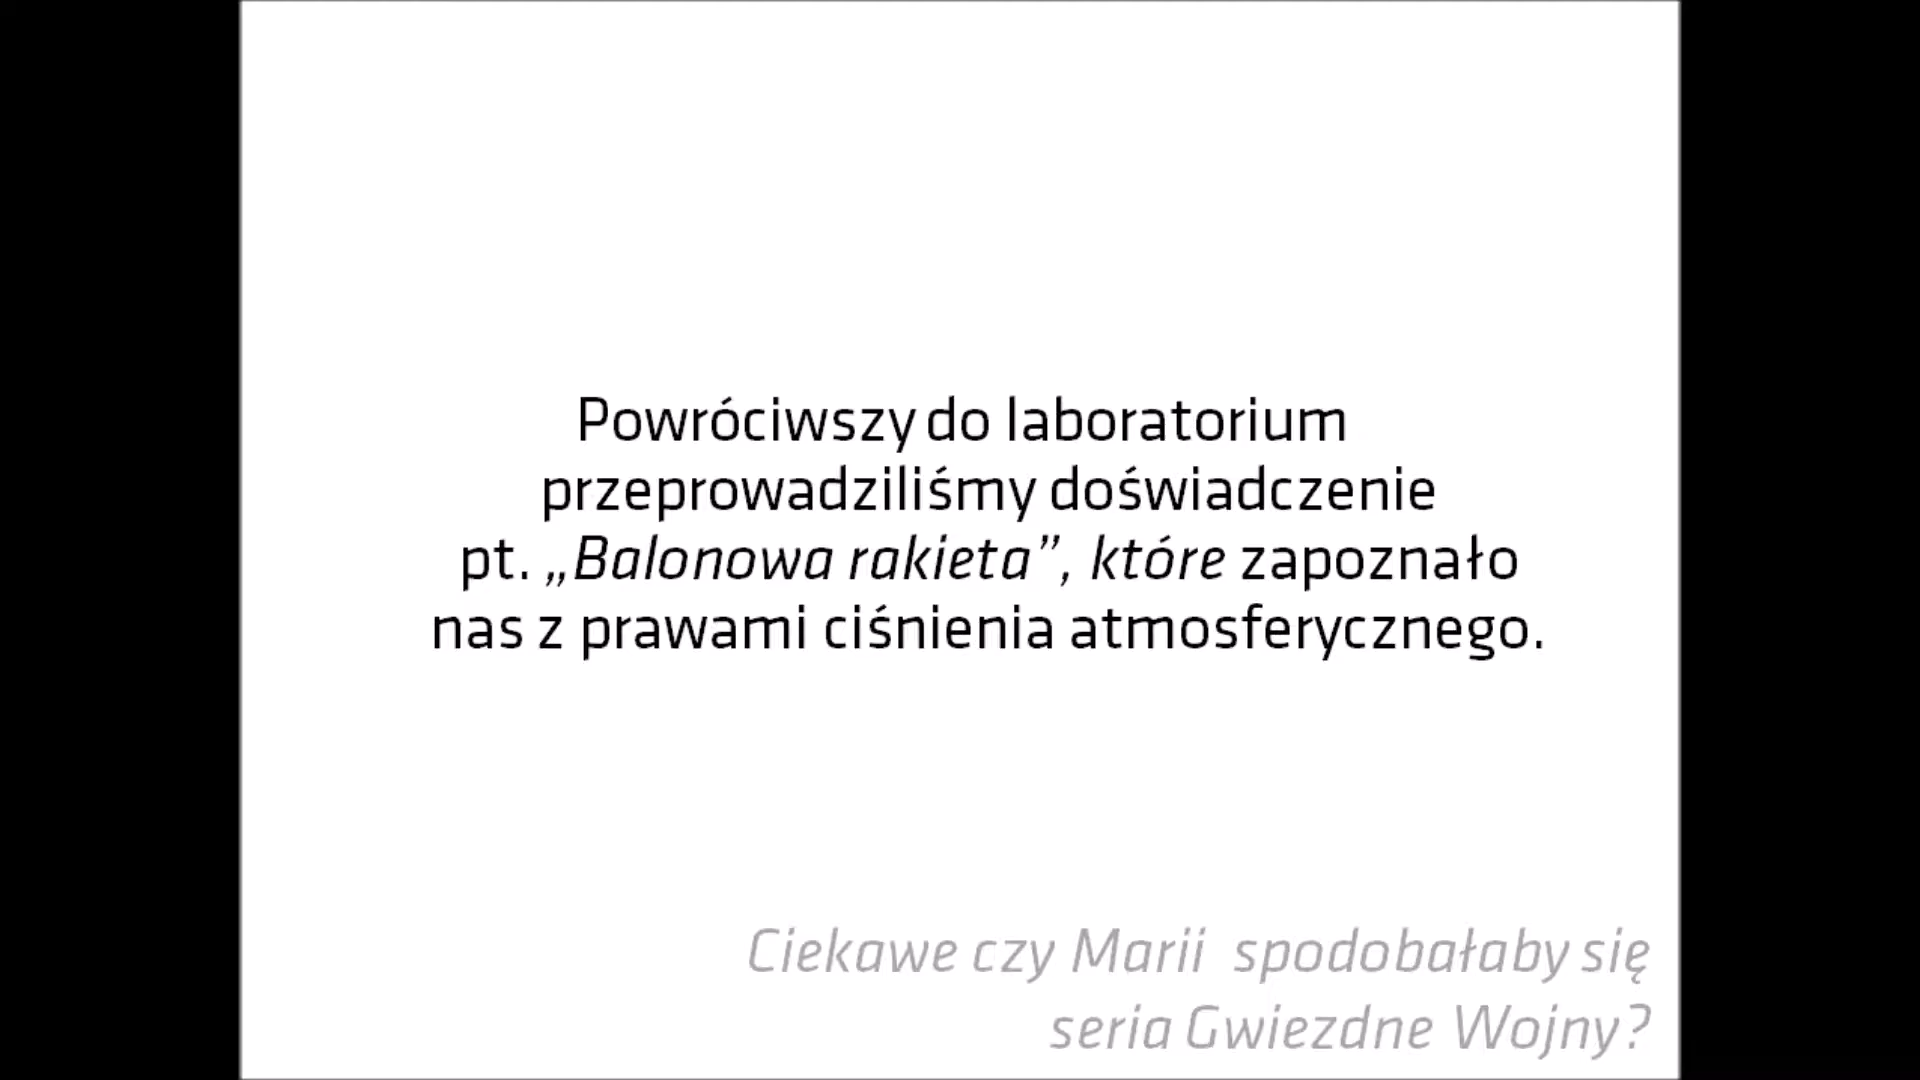 Powróciwszy do laboratorium
przeprowadziliśmy doświadczenie
pt. „Balonowa rakieta”, które zapoznało
nas z prawami ciśnienia atmosferycznego.
Ciekawe czy Marii spodobałaby się
seria Gwiezdne Wojny?